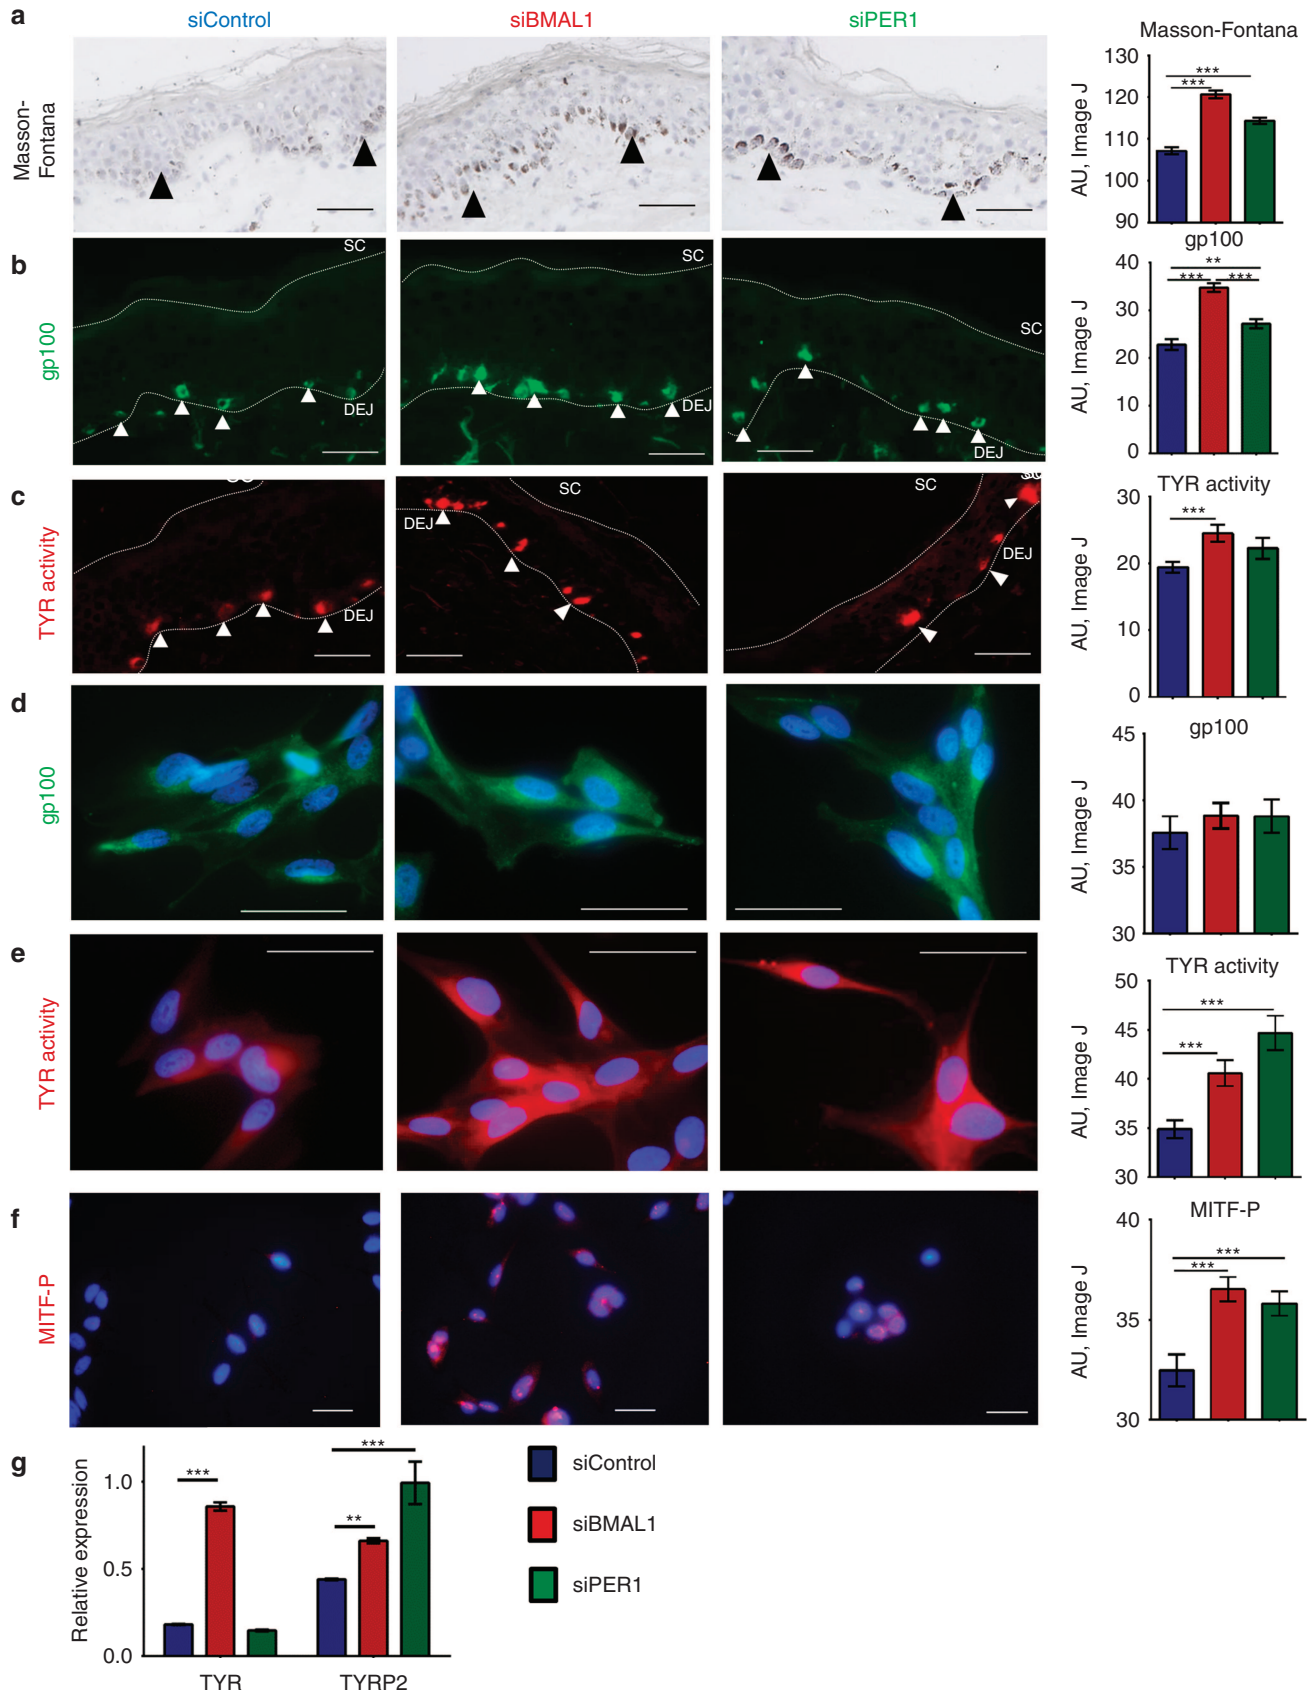 a
siControl
siBMAL1
siPER1
Masson-
Fontana
Masson-Fontana
AU, Image J
130
120
110
100
90
***
***
b
gp100
SC
DEJ
SC
DEJ
SC
DEJ
gp100
AU, Image J
40
30
20
10
0
**
***
***
c
TYR activity
DEJ
SC
DEJ
SC
DEJ
TYR activity
AU, Image J
30
20
10
0
***
d
gp100
gp100
AU, Image J
45
40
35
30
e
TYR activity
TYR activity
AU, Image J
50
45
40
35
30
***
***
f
MITF-P
MITF-P
AU, Image J
40
35
30
***
***
g
Relative expression
1.0
0.5
0.0
***
**
***
TYR
TYRP2
siControl
siBMAL1
siPER1